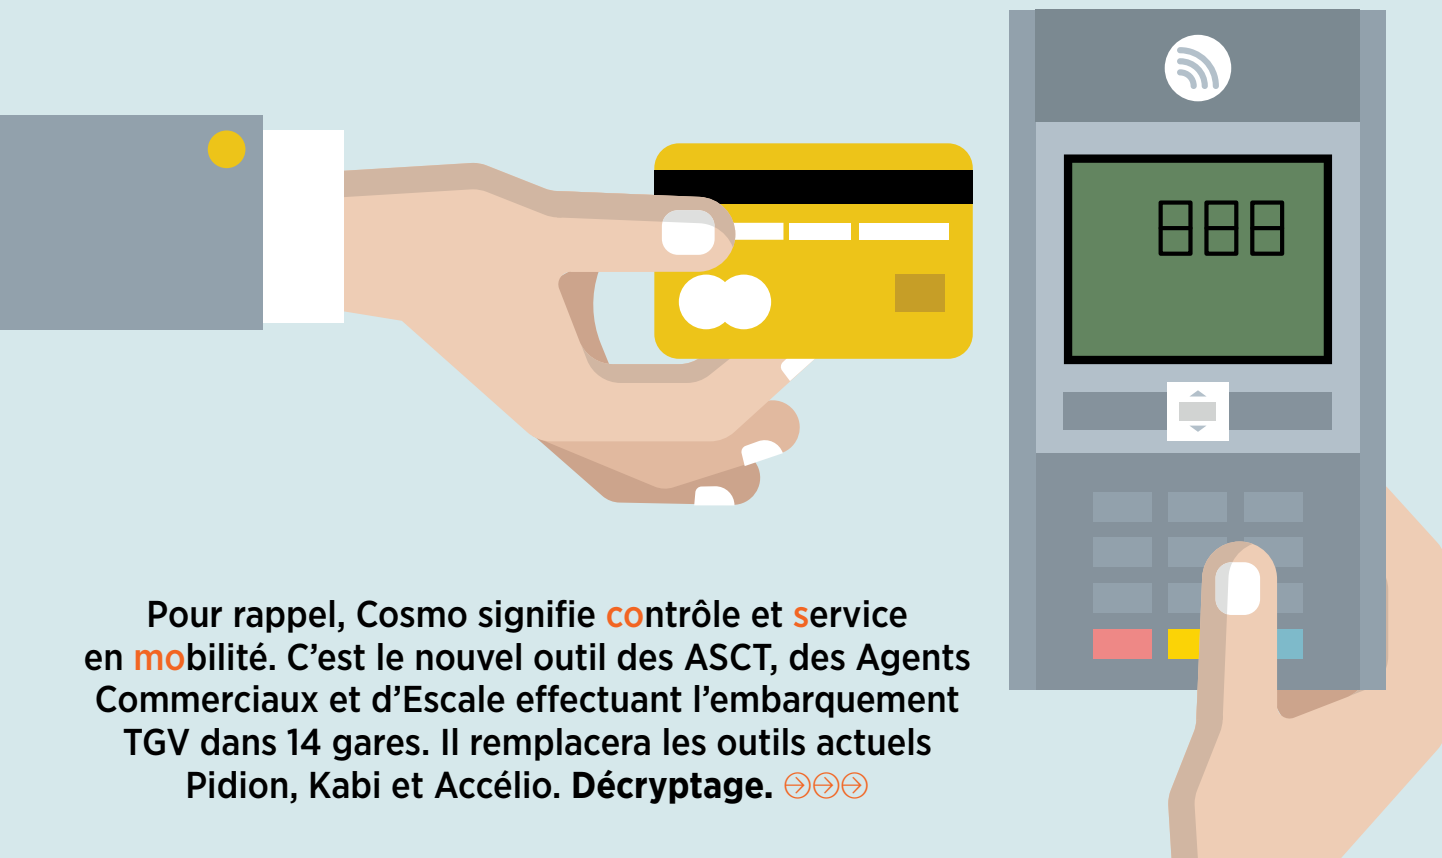 Pour rappel, Cosmo signifie contrôle et service
en mobilité. C’est le nouvel outil des ASCT, des Agents
Commerciaux et d’Escale effectuant l’embarquement
TGV dans 14 gares. Il remplacera les outils actuels
Pidion, Kabi et Accélio. Décryptage.
888